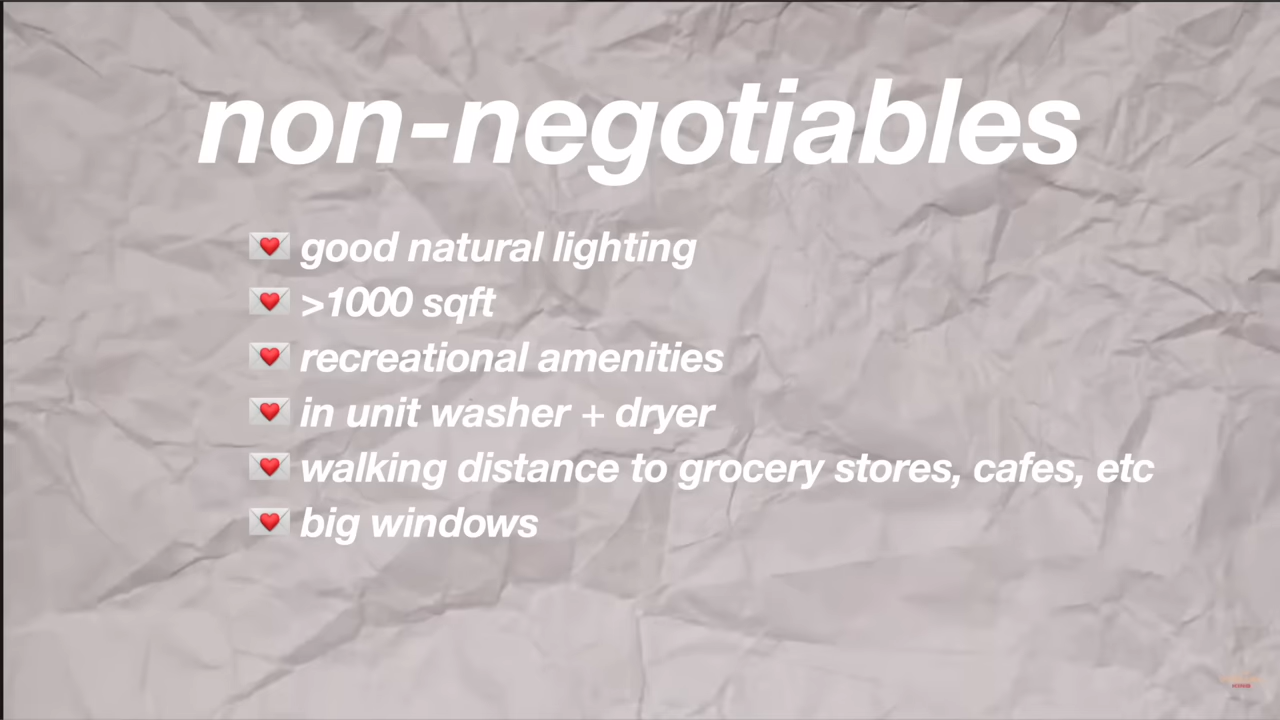 non-negotiables
💌 good natural lighting
💌 >1000 sqft
💌 recreational amenities
💌 in unit washer + dryer
💌 walking distance to grocery stores, cafes, etc
💌 big windows